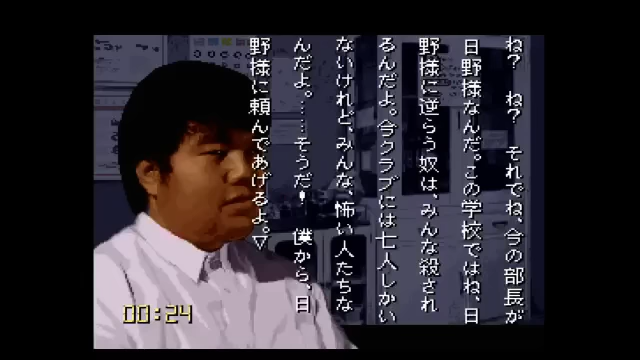 ね？　ね？　それでね、今の部長が
日野様なんだ。この学校ではね、日
野様に逆らう奴は、みんな殺され
るんだよ。今クラブには七人しかい
ないけれど、みんな、怖い人たちな
んだよ。……そうだ！　僕から、日
野様に頼んであげるよ。▽
00:24